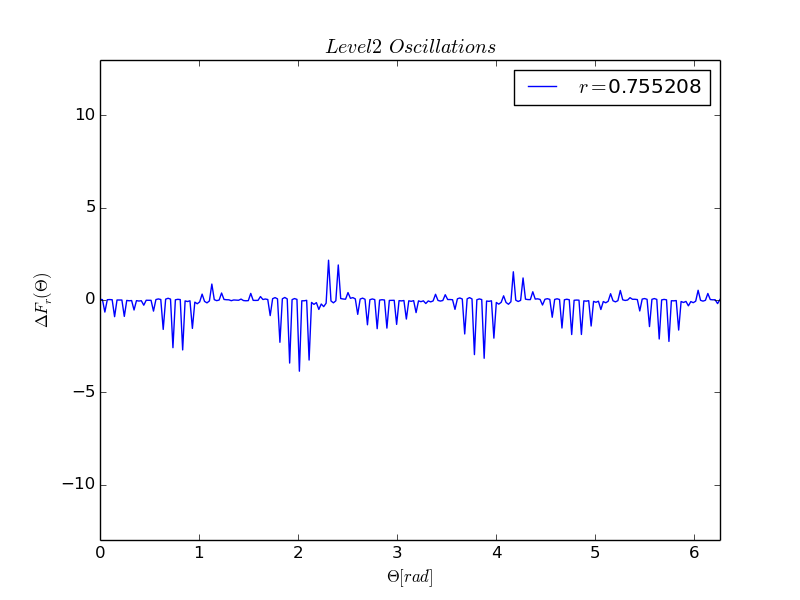 Level2 Oscillations
r=0.755208
10
5
0
−5
−10
ΔF_r(Θ)
0 1 2 3 4 5 6
Θ[rad]